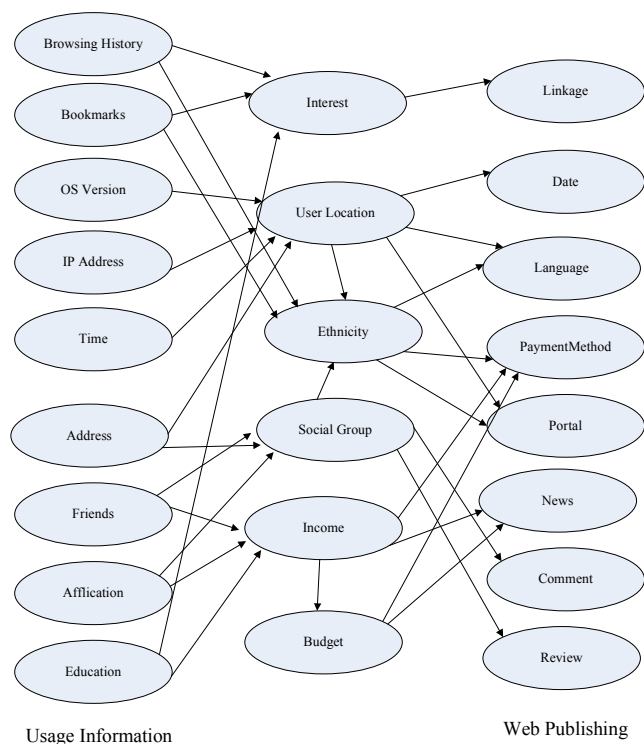 Browsing History
Bookmarks
OS Version
IP Address
Time
Address
Friends
Afflication
Education
Usage Information
Interest
User Location
Ethnicity
Social Group
Income
Budget
Linkage
Date
Language
PaymentMethod
Portal
News
Comment
Review
Web Publishing